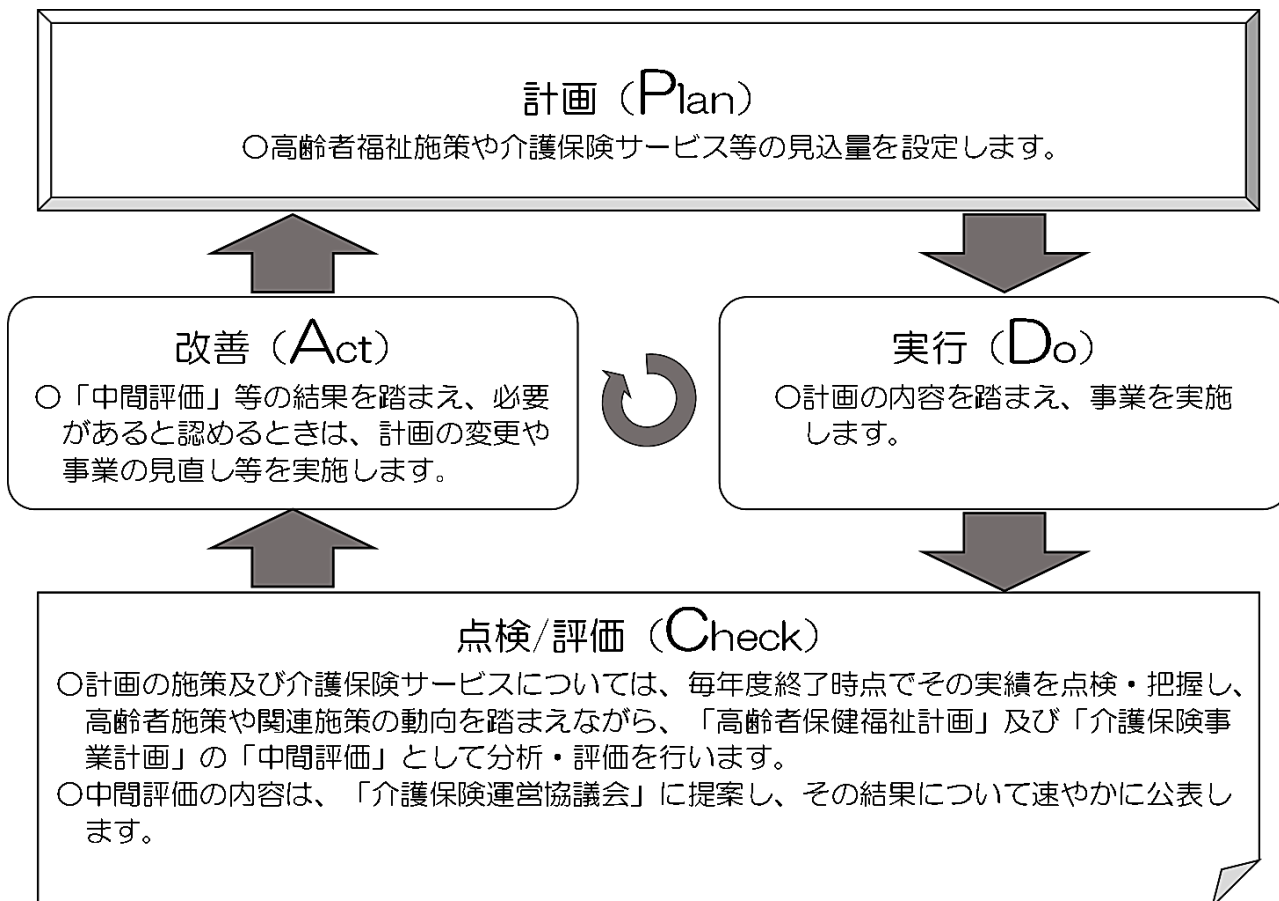 計画（Plan）
○高齢者福祉施策や介護保険サービス等の見込量を設定します。
改善（Act）
○「中間評価」等の結果を踏まえ、必要
があると認めるときは、計画の変更や
事業の見直し等を実施します。
実行（Do）
○計画の内容を踏まえ、事業を実施
します。
点検/評価（Check）
○計画の施策及び介護保険サービスについては、毎年度終了時点でその実績を点検・把握し、
高齢者施策や関連施策の動向を踏まえながら、「高齢者保健福祉計画」及び「介護保険事
業計画」の「中間評価」として分析・評価を行います。
○中間評価の内容は、「介護保険運営協議会」に提案し、その結果について速やかに公表し
ます。